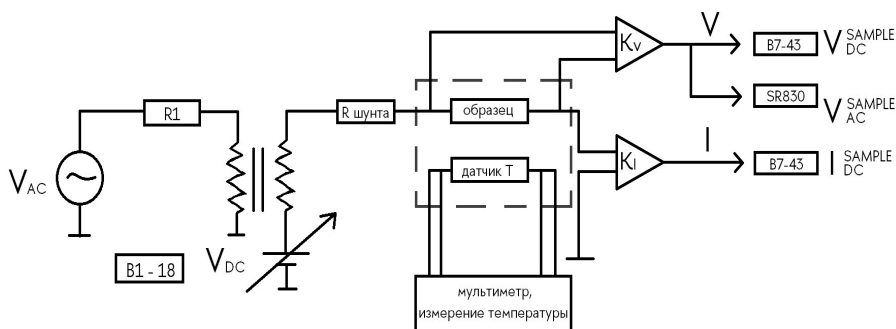 V AC
R1
B1 - 18
V DC
R шунта
образец
датчик T
мультиметр,
измерение температуры
KV
KI
V
I
B7-43
V SAMPLE DC
SR830
V SAMPLE AC
B7-43
I SAMPLE DC